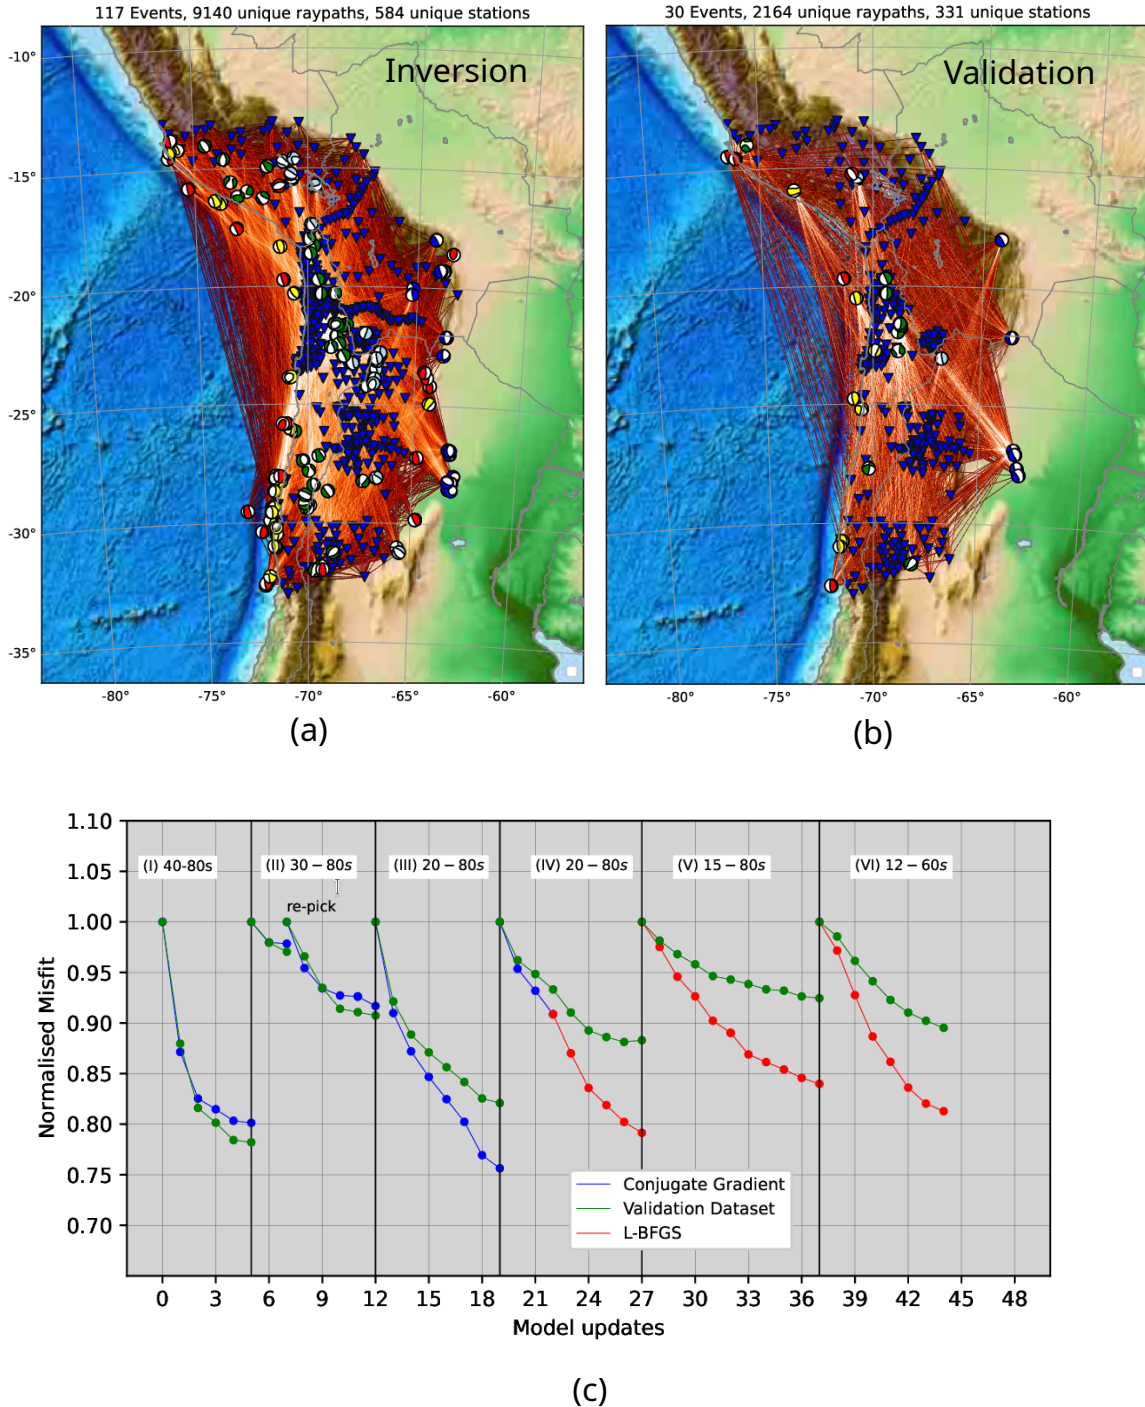 117 Events, 9140 unique raypaths, 584 unique stations
30 Events, 2164 unique raypaths, 331 unique stations
Inversion
Validation
-10°
-15°
-20°
-25°
-30°
-35°
-80° -75° -70° -65° -60°
-80° -75° -70° -65° -60°
(a)
(b)
1.10
1.05
1.00
0.95
0.90
0.85
0.80
0.75
0.70
Normalised Misfit
(I) 40-80s
(II) 30 − 80s
(III) 20 − 80s
(IV) 20 − 80s
(V) 15 − 80s
(VI) 12 − 60s
re-pick
Conjugate Gradient
Validation Dataset
L-BFGS
0 3 6 9 12 15 18 21 24 27 30 33 36 39 42 45 48
Model updates
(c)